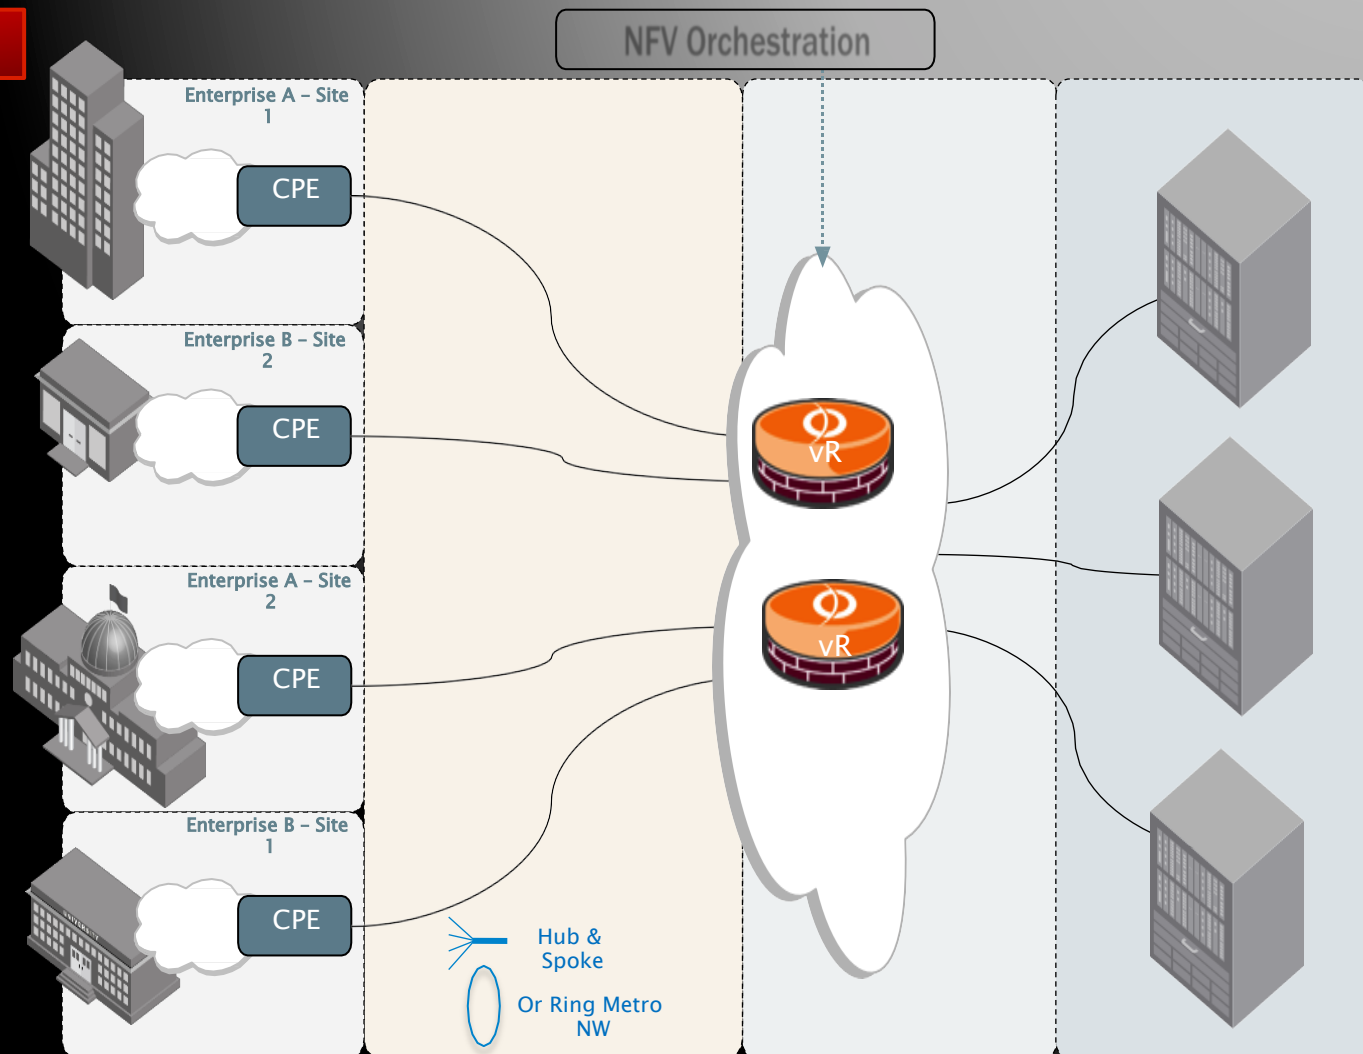 NFV Orchestration
Enterprise A – Site
1
CPE
Enterprise B – Site
2
CPE
vR
Enterprise A – Site
2
CPE
vR
Enterprise B – Site
1
UNIVERSITY
CPE
Hub &
Spoke
Or Ring Metro
NW